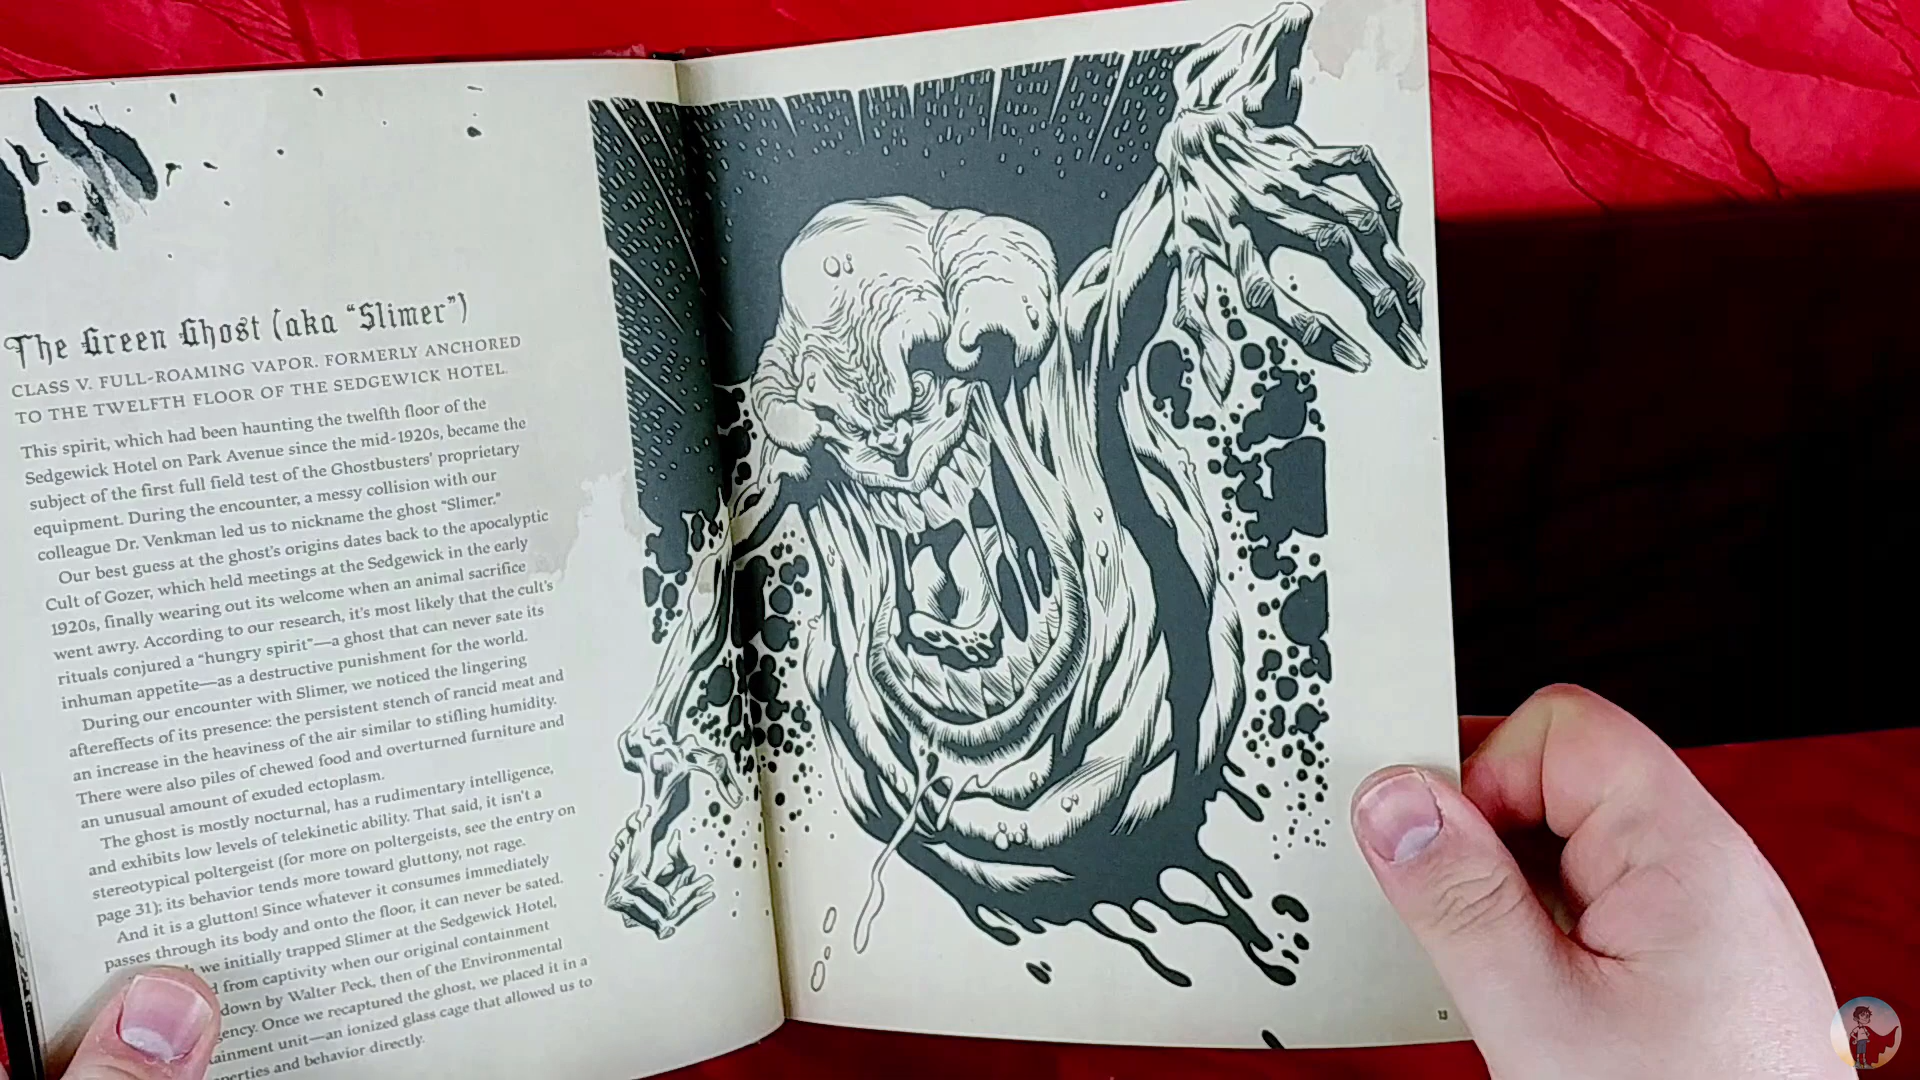 The Green Ghost (aka “Slimer”)
CLASS V. FULL-ROAMING VAPOR. FORMERLY ANCHORED
TO THE TWELFTH FLOOR OF THE SEDGEWICK HOTEL.
This spirit, which had been haunting the twelfth floor of the
Sedgewick Hotel on Park Avenue since the mid-1920s, became the
subject of the first full field test of the Ghostbusters’ proprietary
equipment. During the encounter, a messy collision with our
colleague Dr. Venkman led us to nickname the ghost “Slimer.”
Our best guess at the ghost’s origins dates back to the apocalyptic
Cult of Gozer, which held meetings at the Sedgewick in the early
1920s, finally wearing out its welcome when an animal sacrifice
went awry. According to our research, it’s most likely that the cult’s
rituals conjured a “hungry spirit”—a ghost that can never sate its
inhuman appetite—as a destructive punishment for the world.
During our encounter with Slimer, we noticed the lingering
aftereffects of its presence: the persistent stench of rancid meat and
an increase in the heaviness of the air similar to stifling humidity.
There were also piles of chewed food and overturned furniture and
an unusual amount of exuded ectoplasm.
The ghost is mostly nocturnal, has a rudimentary intelligence,
and exhibits low levels of telekinetic ability. That said, it isn’t a
stereotypical poltergeist (for more on poltergeists, see the entry on
page 31); its behavior tends more toward gluttony, not rage.
And it is a glutton! Since whatever it consumes immediately
passes through its body and onto the floor, it can never be sated.
we initially trapped Slimer at the Sedgewick Hotel,
from captivity when our original containment
down by Walter Peck, then of the Environmental
Once we recaptured the ghost, we placed it in a
unit—an ionized glass cage that allowed us to
and behavior directly.